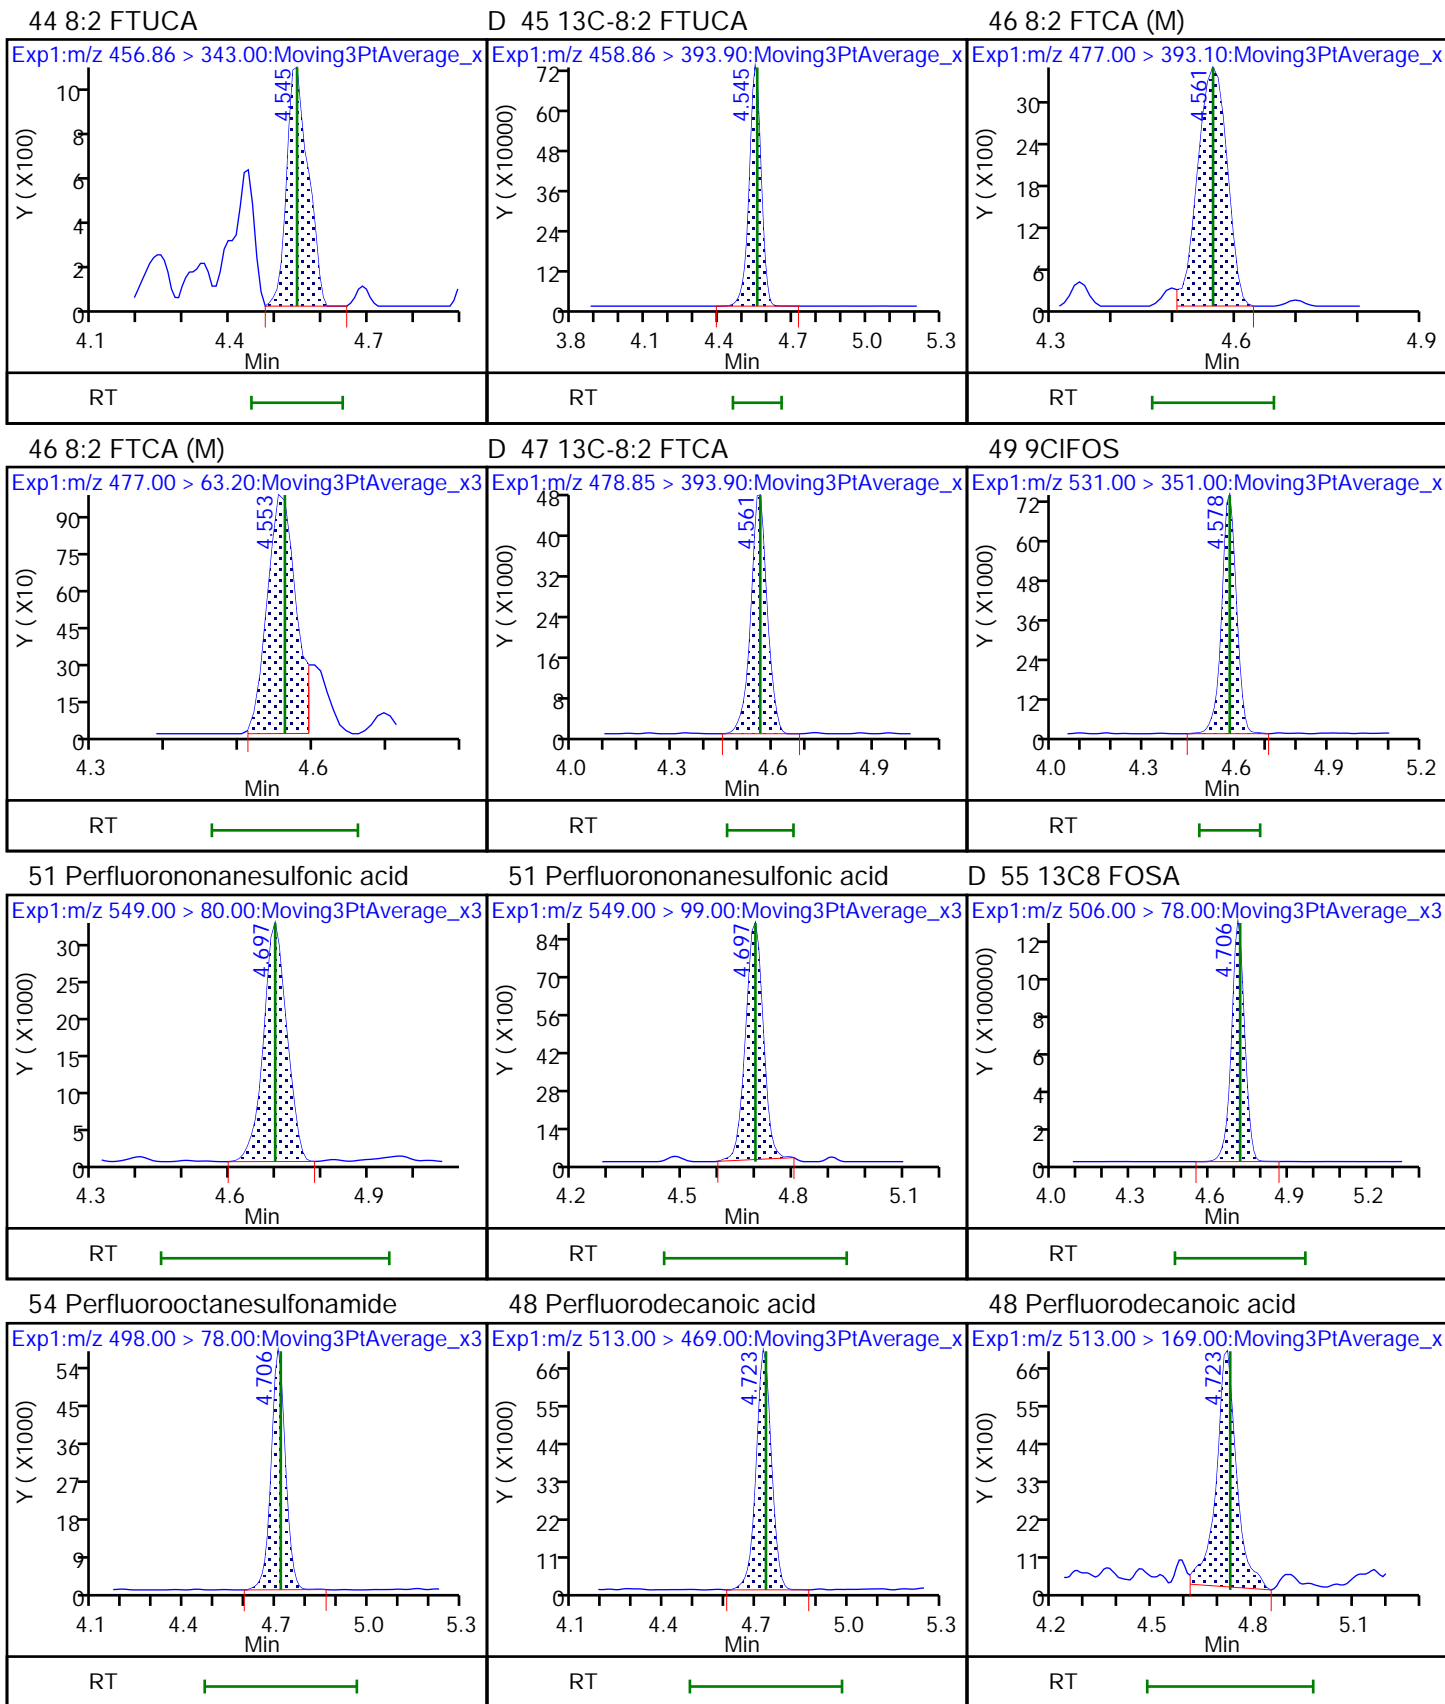 44 8:2 FTUCA
Exp1:m/z 456.86 > 343.00:Moving3PtAverage_x
4.545
Y ( X100)
10
8
6
4
2
0
4.1 4.4 4.7
Min
RT
D 45 13C-8:2 FTUCA
Exp1:m/z 458.86 > 393.90:Moving3PtAverage_x
4.545
Y ( X10000)
72
60
48
36
24
12
0
3.8 4.1 4.4 4.7 5.0 5.3
Min
RT
46 8:2 FTCA (M)
Exp1:m/z 477.00 > 393.10:Moving3PtAverage_x
4.561
Y ( X100)
30
24
18
12
6
0
4.3 4.6 4.9
Min
RT
46 8:2 FTCA (M)
Exp1:m/z 477.00 > 63.20:Moving3PtAverage_x3
4.553
Y ( X10)
90
75
60
45
30
15
0
4.3 4.6
Min
RT
D 47 13C-8:2 FTCA
Exp1:m/z 478.85 > 393.90:Moving3PtAverage_x
4.561
Y ( X1000)
48
40
32
24
16
8
0
4.0 4.3 4.6 4.9
Min
RT
49 9ClFOS
Exp1:m/z 531.00 > 351.00:Moving3PtAverage_x
4.578
Y ( X1000)
72
60
48
36
24
12
0
4.0 4.3 4.6 4.9 5.2
Min
RT
51 Perfluorononanesulfonic acid
Exp1:m/z 549.00 > 80.00:Moving3PtAverage_x3
4.697
Y ( X1000)
30
25
20
15
10
5
0
4.3 4.6 4.9
Min
RT
51 Perfluorononanesulfonic acid
Exp1:m/z 549.00 > 99.00:Moving3PtAverage_x3
4.697
Y ( X100)
84
70
56
42
28
14
0
4.2 4.5 4.8 5.1
Min
RT
D 55 13C8 FOSA
Exp1:m/z 506.00 > 78.00:Moving3PtAverage_x3
4.706
Y ( X100000)
12
10
8
6
4
2
0
4.0 4.3 4.6 4.9 5.2
Min
RT
54 Perfluorooctanesulfonamide
Exp1:m/z 498.00 > 78.00:Moving3PtAverage_x3
4.706
Y ( X1000)
54
45
36
27
18
9
0
4.1 4.4 4.7 5.0 5.3
Min
RT
48 Perfluorodecanoic acid
Exp1:m/z 513.00 > 469.00:Moving3PtAverage_x
4.723
Y ( X1000)
66
55
44
33
22
11
0
4.1 4.4 4.7 5.0 5.3
Min
RT
48 Perfluorodecanoic acid
Exp1:m/z 513.00 > 169.00:Moving3PtAverage_x
4.723
Y ( X100)
66
55
44
33
22
11
0
4.2 4.5 4.8 5.1
Min
RT